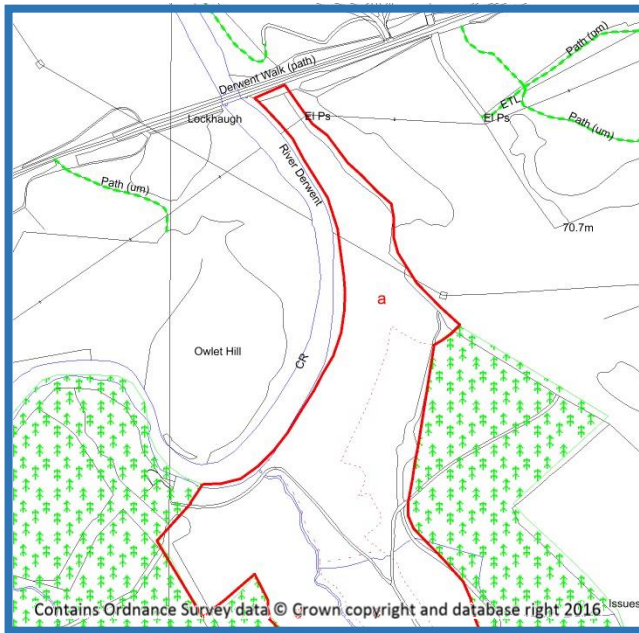 Derwent Walk (path)
Path (um)
ETL
Lockhaugh
El Ps
El Ps
Path (um)
River Derwent
Path (um)
70.7m
a
Owlet Hill
CR
Issues
Contains Ordnance Survey data © Crown copyright and database right 2016